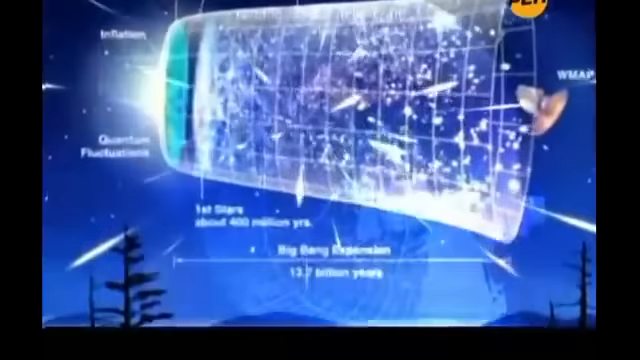 РЕН
Inflation
WMAP
Quantum
Fluctuations
1st Stars
about 400 million yrs.
Big Bang Expansion
13.7 billion years